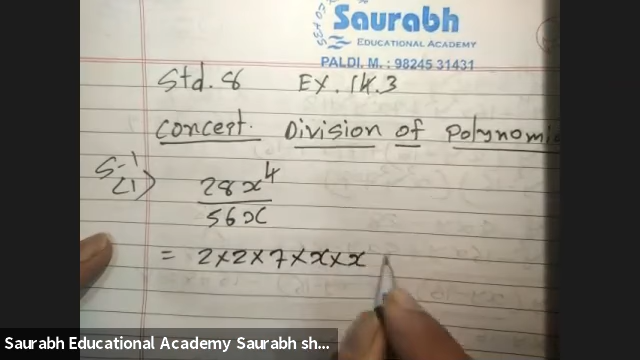 Saurabh
EDUCATIONAL ACADEMY
PALDI. M. : 98245 31431
Std. 8 Ex. 14.3
Concept. Division of Polynomi
S-1
(1) 28x⁴
56x
= 2×2×7×x×x
Saurabh Educational Academy Saurabh sh...